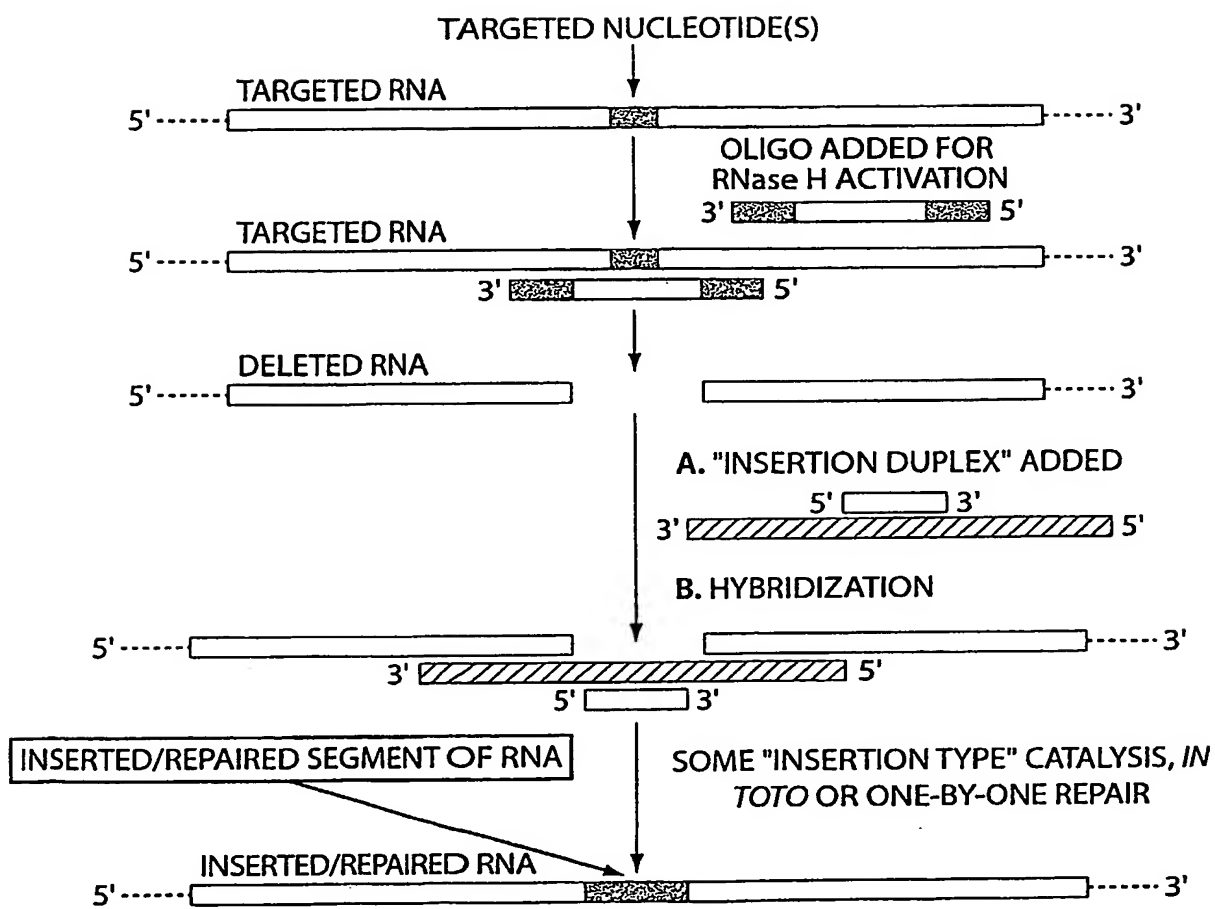 TARGETED NUCLEOTIDE(S)
TARGETED RNA
5' 3'
OLIGO ADDED FOR
RNase H ACTIVATION
3' 5'
TARGETED RNA
5' 3'
3' 5'
DELETED RNA
5' 3'
A. "INSERTION DUPLEX" ADDED
5' 3'
3' 5'
B. HYBRIDIZATION
5' 3'
3' 5'
5' 3'
INSERTED/REPAIRED SEGMENT OF RNA
SOME "INSERTION TYPE" CATALYSIS, IN
TOTO OR ONE-BY-ONE REPAIR
INSERTED/REPAIRED RNA
5' 3'